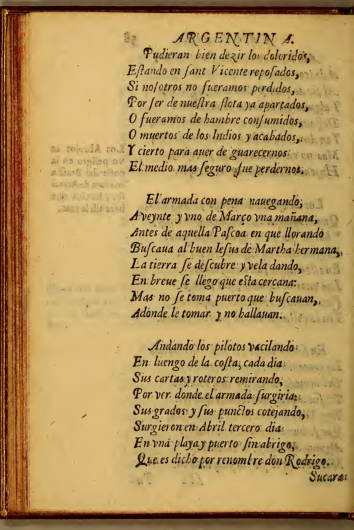 ARGENTINA.
Pudieran bien dezir los doloridos,
Eſtando en ſant Vicente repoſados,
Si noſotros no fueramos perdidos,
Por ſer de nueſtra flota ya apartados,
O fueramos de hambre conſumidos,
O muertos de los Indios y acabados,
Y cierto para auer de guarecernos
El medio mas ſeguro fue perdernos.
El armada con pena nauegando,
A veynte y vno de Março vna mañana,
Antes de aquella Paſcoa en que llorando
Buſcaua al buen Ieſus de Martha hermana,
La tierra ſe deſcubre y vela dando,
En breue ſe llego que eſta cercana:
Mas no ſe toma puerto que buſcauan,
Adonde le tomar y no hallauan.
Andando los pilotos vacilando
En luengo de la coſta, cada dia
Sus cartas y roteros remirando,
Por ver donde el armada ſurgiria:
Sus grados y ſus punctos cotejando,
Surgieron en Abril tercero dia
En vna playa y puerto ſin abrigo,
Que es dicho por renombre don Rodrigo.
Sucara